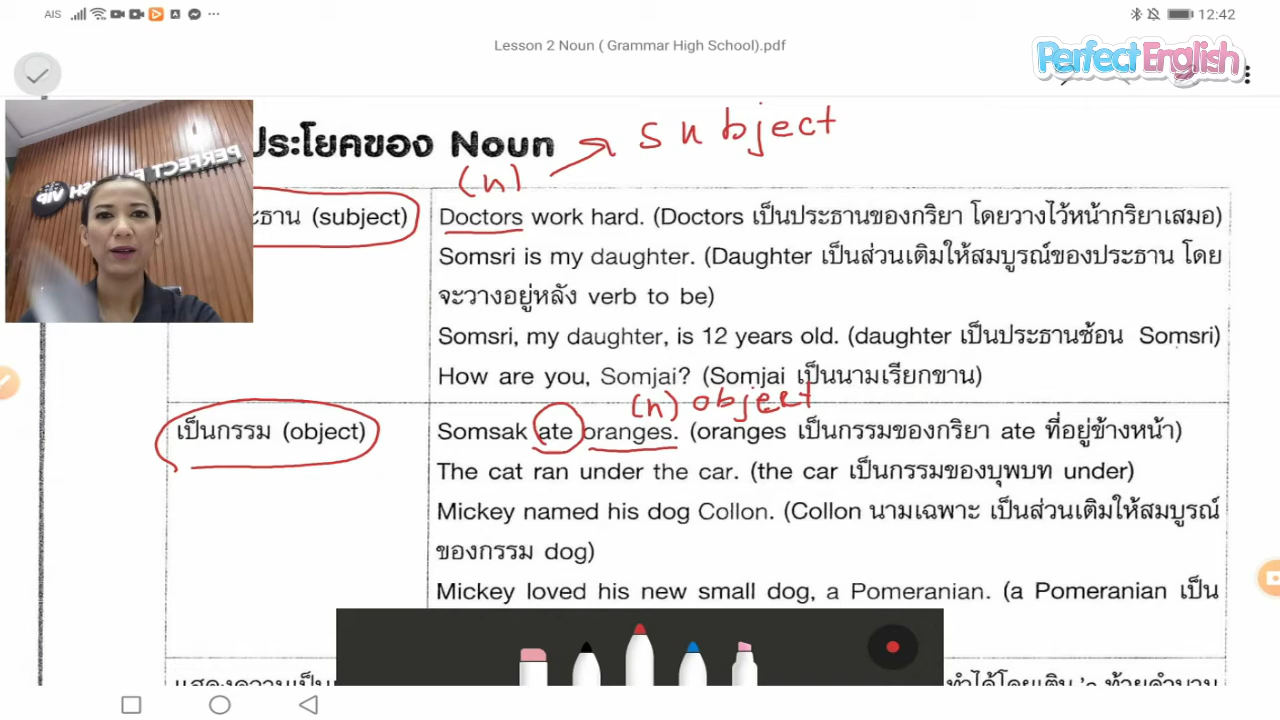 AIS 12:42
Lesson 2 Noun ( Grammar High School).pdf
Perfect English
ประโยคของ Noun
subject
(n)
ธาน (subject)
Doctors work hard. (Doctors เป็นประธานของกริยา โดยวางไว้หน้ากริยาเสมอ)
Somsri is my daughter. (Daughter เป็นส่วนเติมให้สมบูรณ์ของประธาน โดย
จะวางอยู่หลัง verb to be)
Somsri, my daughter, is 12 years old. (daughter เป็นประธานซ้อน Somsri)
How are you, Somjai? (Somjai เป็นนามเรียกขาน)
(n) object
เป็นกรรม (object)
Somsak ate oranges. (oranges เป็นกรรมของกริยา ate ที่อยู่ข้างหน้า)
The cat ran under the car. (the car เป็นกรรมของบุพบท under)
Mickey named his dog Collon. (Collon นามเฉพาะ เป็นส่วนเติมให้สมบูรณ์
ของกรรม dog)
Mickey loved his new small dog, a Pomeranian. (a Pomeranian เป็น